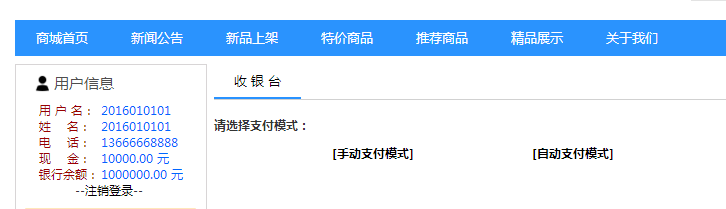 商城首页 新闻公告 新品上架 特价商品 推荐商品 精品展示 关于我们
用户信息
用 户 名： 2016010101
姓 名： 2016010101
电 话： 13666668888
现 金： 10000.00 元
银行余额： 1000000.00 元
--注销登录--
收 银 台
请选择支付模式：
[手动支付模式] [自动支付模式]